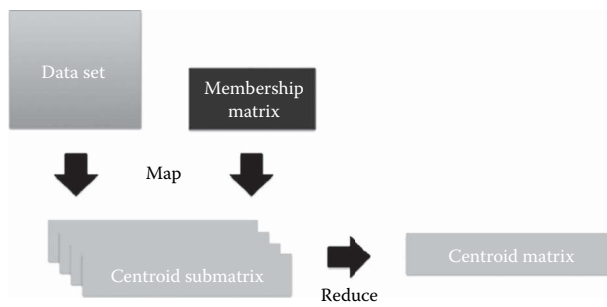 Data set
Membership
matrix
Map
Centroid submatrix
Centroid matrix
Reduce